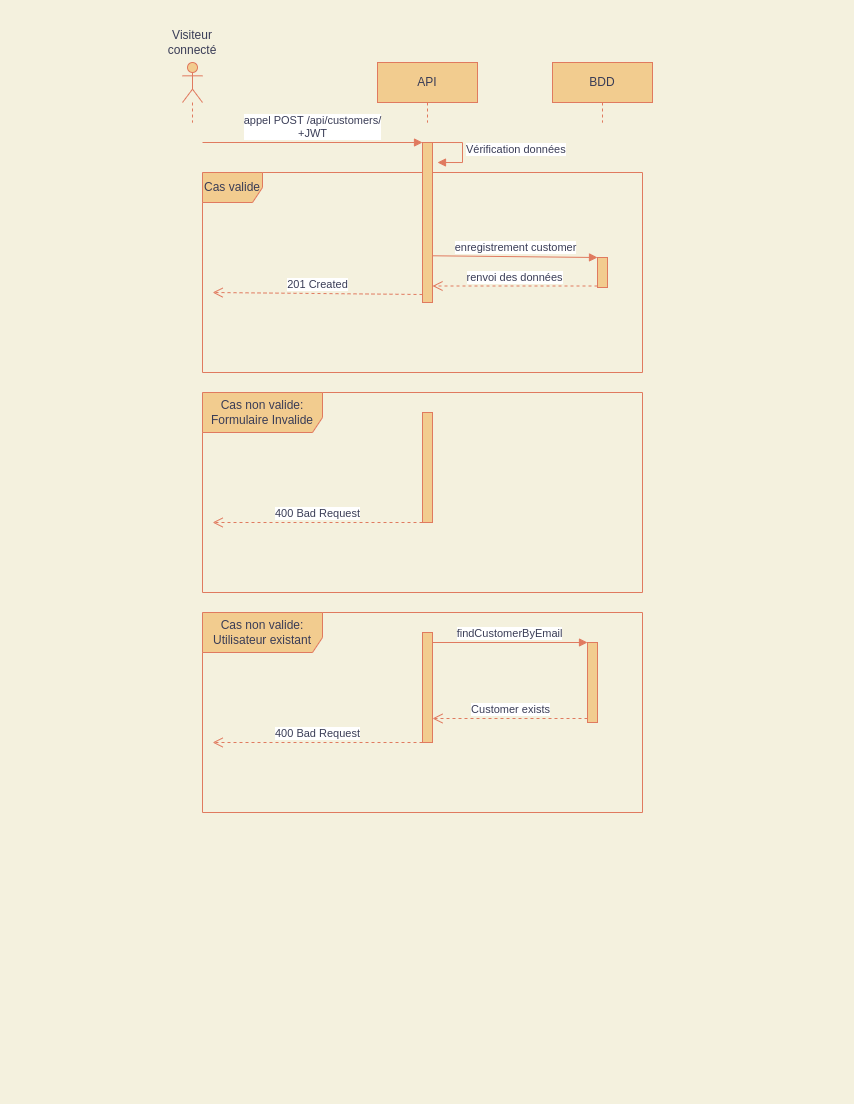 Visiteur
connecté
API
BDD
appel POST /api/customers/
+JWT
Vérification données
Cas valide
enregistrement customer
renvoi des données
201 Created
Cas non valide:
Formulaire Invalide
400 Bad Request
Cas non valide:
Utilisateur existant
findCustomerByEmail
Customer exists
400 Bad Request